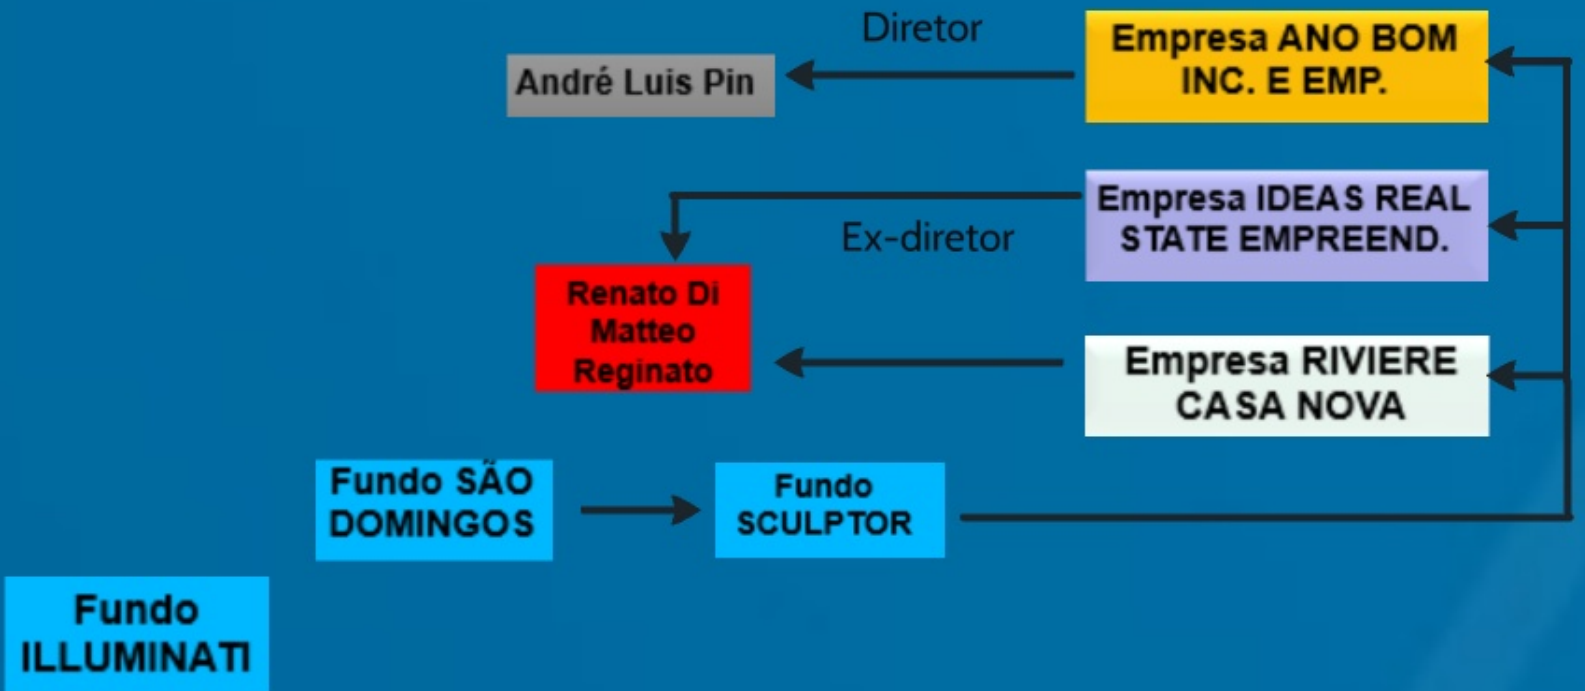 Diretor
Empresa ANO BOM
INC. E EMP.
André Luis Pin
Empresa IDEAS REAL
STATE EMPREEND.
Ex-diretor
Renato Di
Matteo
Reginato
Empresa RIVIERE
CASA NOVA
Fundo SÃO
DOMINGOS
Fundo
SCULPTOR
Fundo
ILLUMINATI